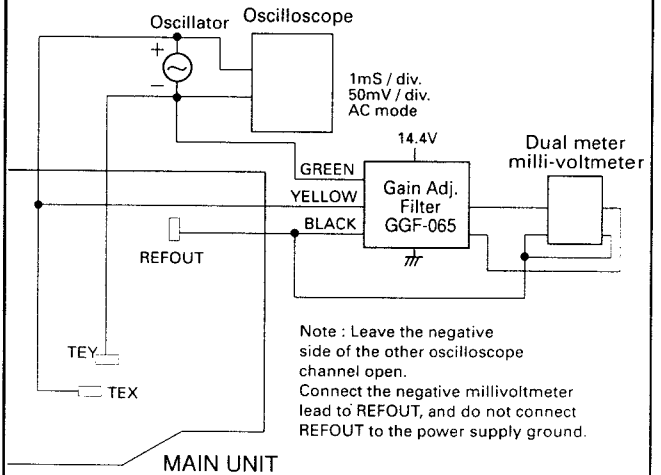 Oscillator
Oscilloscope
+
−
1mS / div.
50mV / div.
AC mode
14.4V
Dual meter
milli-voltmeter
GREEN
YELLOW
BLACK
Gain Adj.
Filter
GGF-065
REFOUT
TEY
TEX
Note : Leave the negative
side of the other oscilloscope
channel open.
Connect the negative millivoltmeter
lead to REFOUT, and do not connect
REFOUT to the power supply ground.
MAIN UNIT